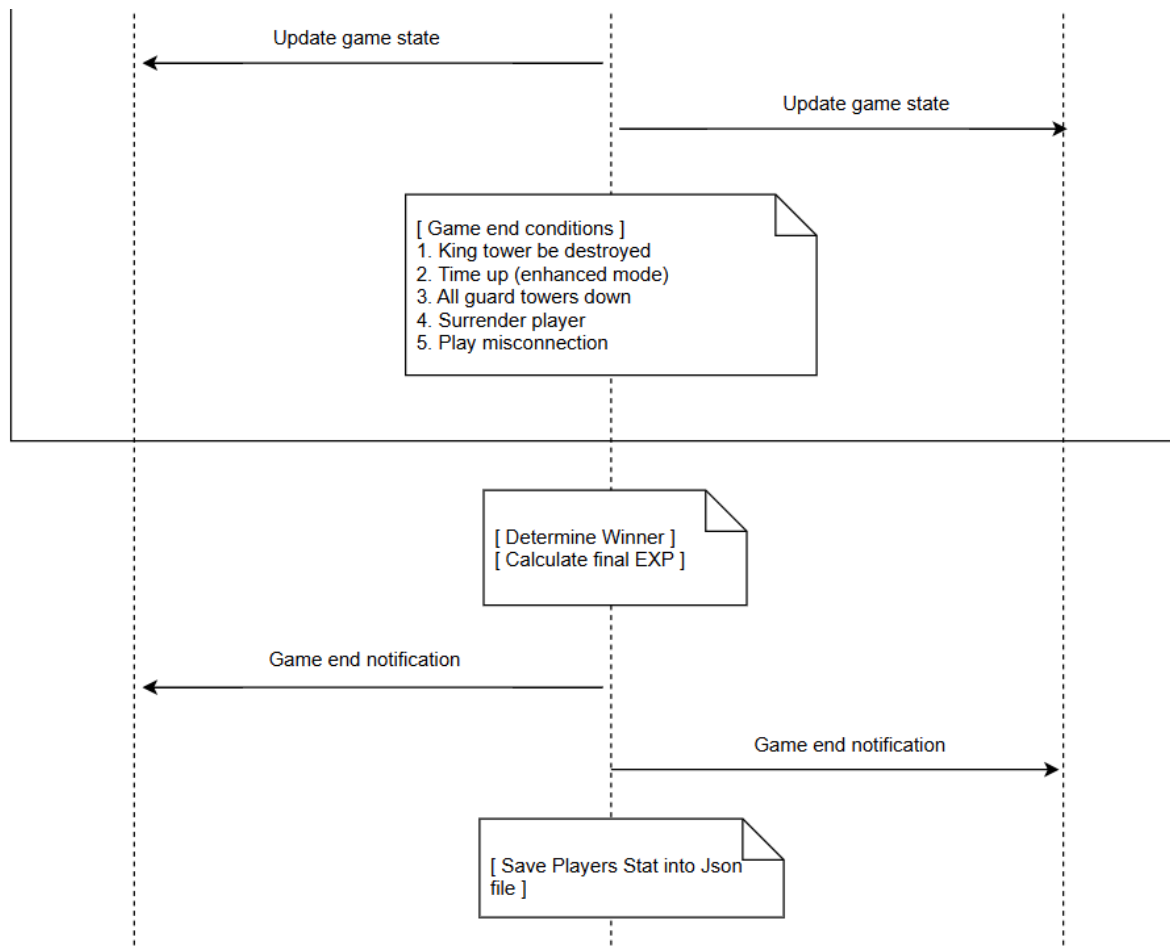 Update game state
Update game state
[ Game end conditions ]
1. King tower be destroyed
2. Time up (enhanced mode)
3. All guard towers down
4. Surrender player
5. Play misconnection
[ Determine Winner ]
[ Calculate final EXP ]
Game end notification
Game end notification
[ Save Players Stat into Json
file ]